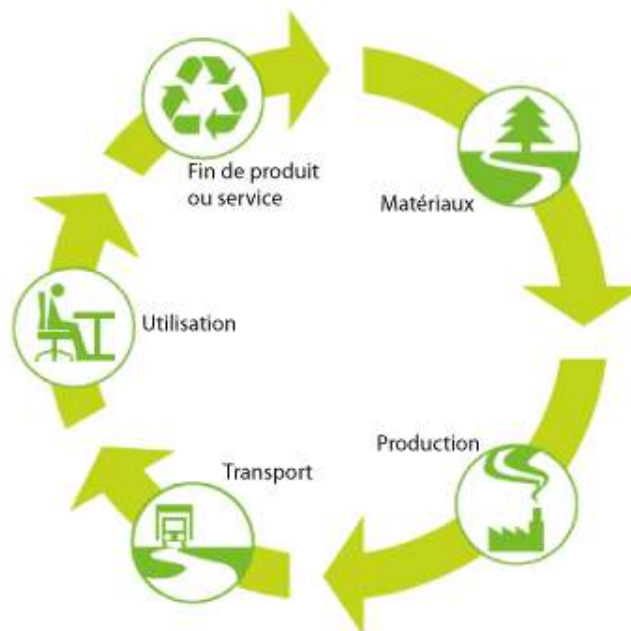 Fin de produit
ou service
Matériaux
Utilisation
Production
Transport